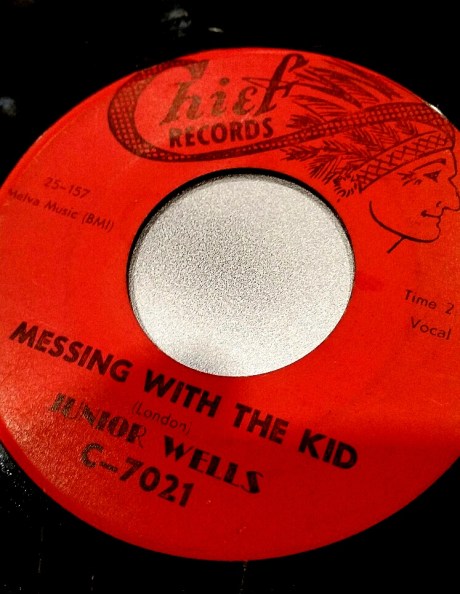 Chief
RECORDS
25-157
Melva Music (BMI)
Time 2
Vocal
MESSING WITH THE KID
(London)
JUNIOR WELLS
C-7021